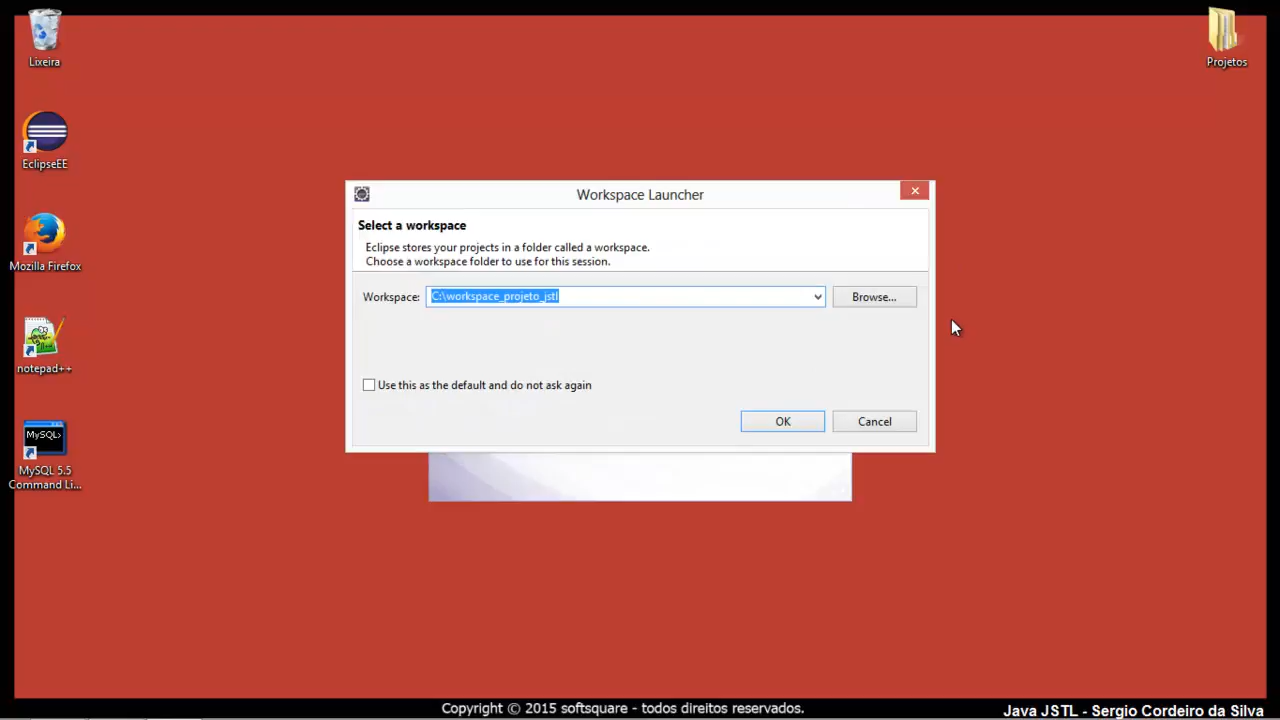 Lixeira
Projetos
EclipseEE
Mozilla Firefox
notepad++
MySQL>
MySQL 5.5
Command Li...
Workspace Launcher
Select a workspace
Eclipse stores your projects in a folder called a workspace.
Choose a workspace folder to use for this session.
Workspace: C:\workspace_projeto_jstl Browse...
Use this as the default and do not ask again
OK Cancel
Copyright © 2015 softsquare - todos direitos reservados.
Java JSTL - Sergio Cordeiro da Silva